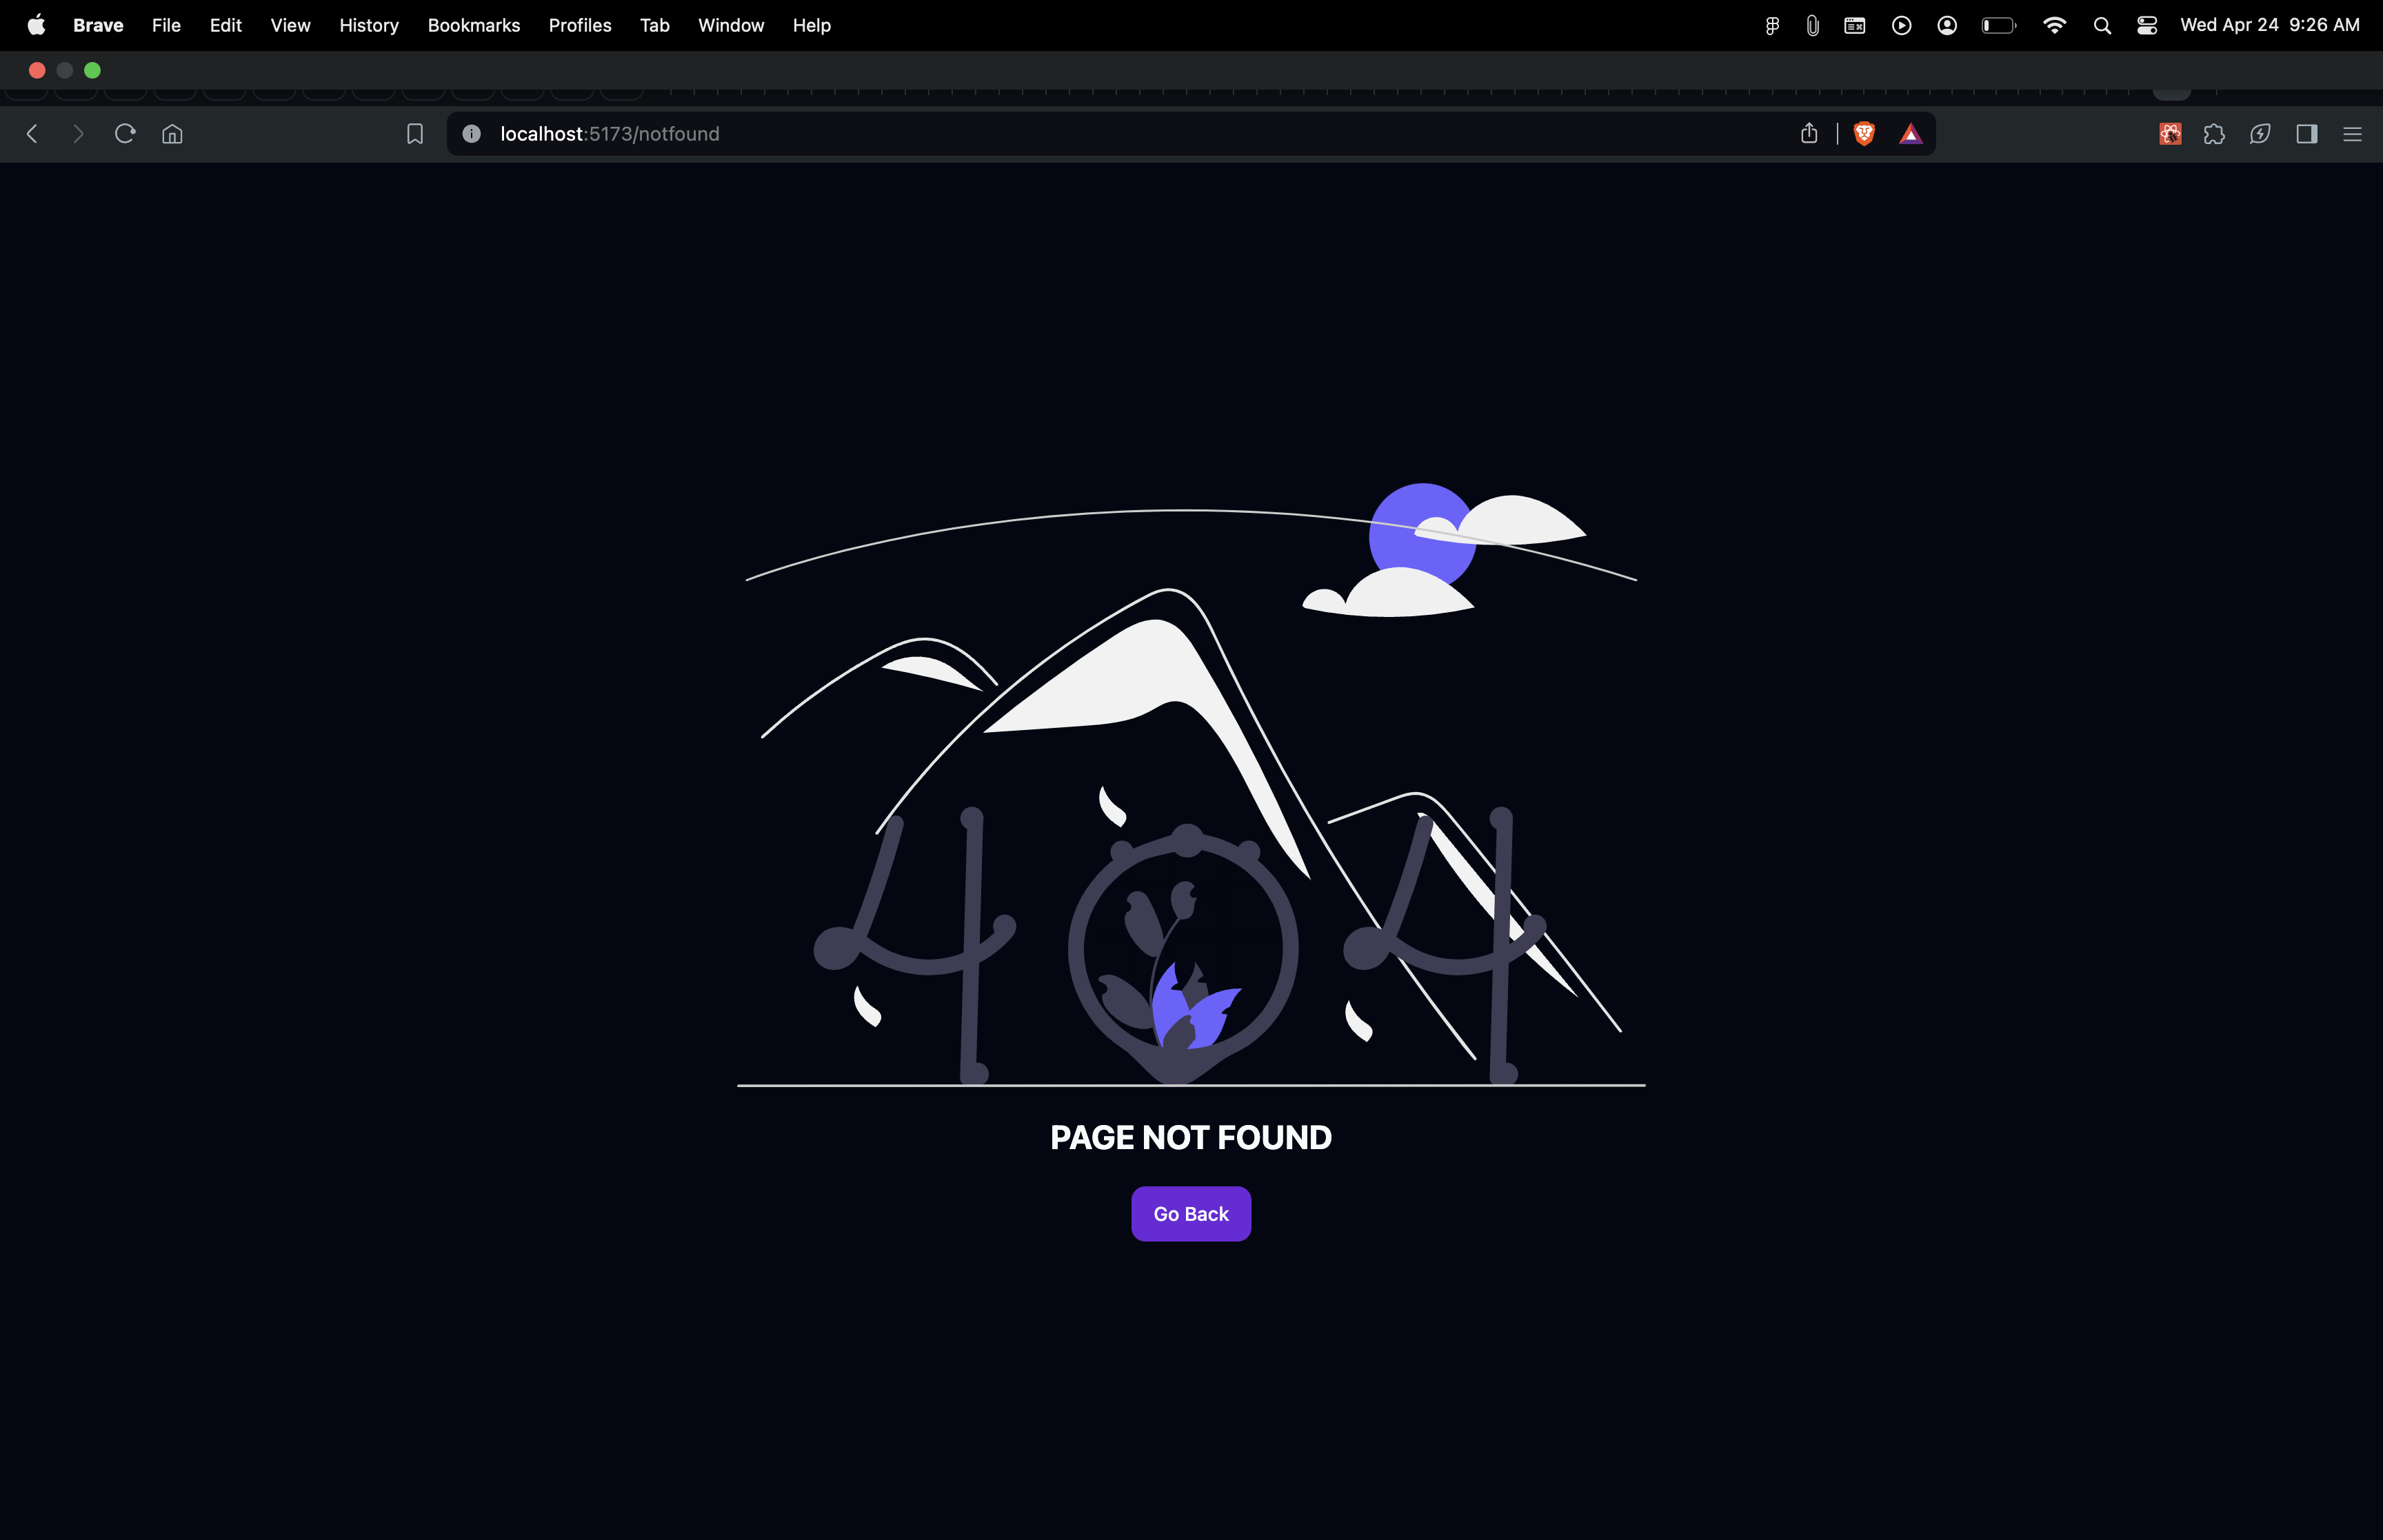 Brave File Edit View History Bookmarks Profiles Tab Window Help Wed Apr 24 9:26 AM
localhost:5173/notfound
404
PAGE NOT FOUND
Go Back